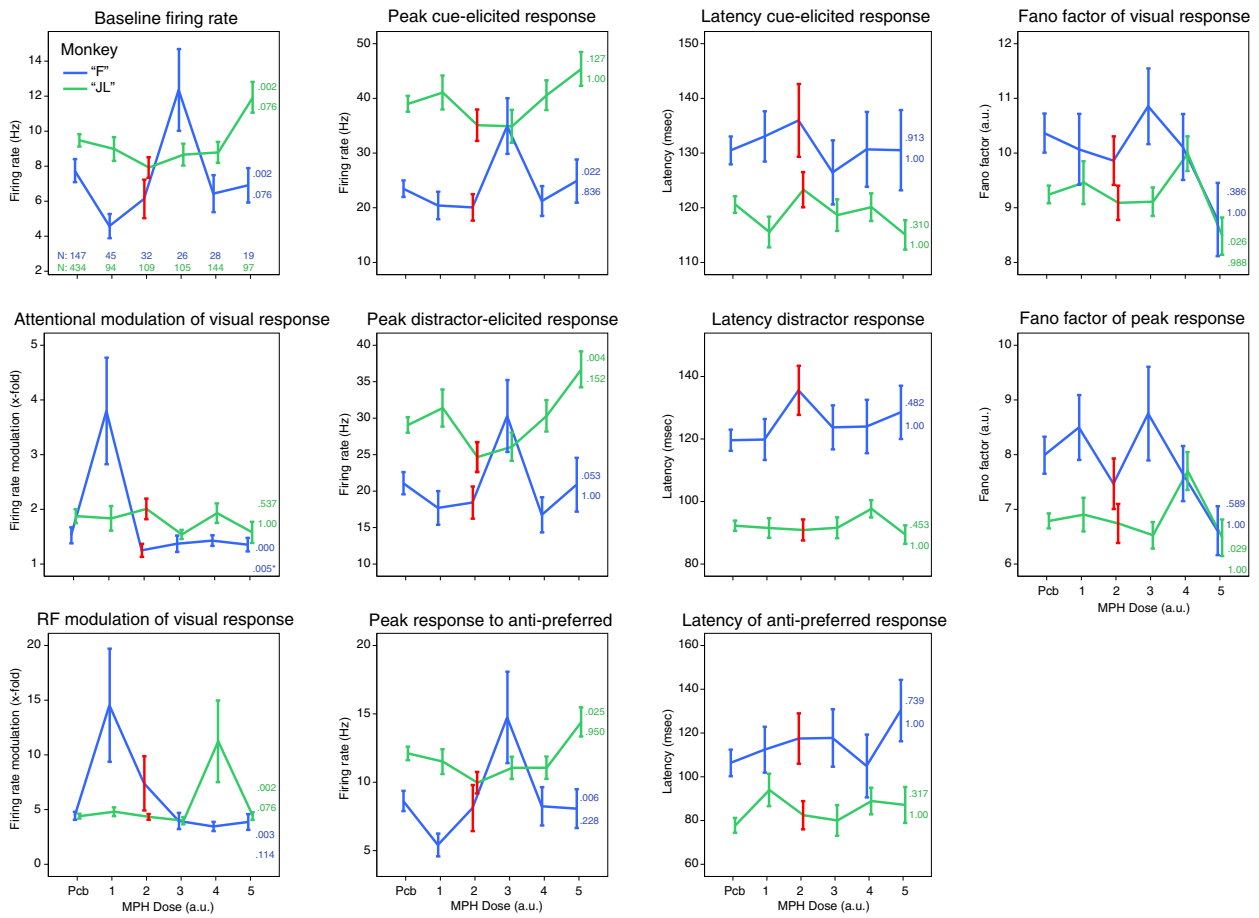 Baseline firing rate
Monkey
"F"
"JL"
Firing rate (Hz)
14
12
10
8
6
4
2
.002
.076
.002
.076
N: 147 45 32 26 28 19
N: 434 94 109 105 144 97
Peak cue-elicited response
Firing rate (Hz)
50
40
30
20
10
.127
1.00
.022
.836
Latency cue-elicited response
Latency (msec)
150
140
130
120
110
.913
1.00
.310
1.00
Fano factor of visual response
Fano factor (a.u.)
12
11
10
9
8
.386
1.00
.026
.988
Attentional modulation of visual response
Firing rate modulation (x-fold)
5
4
3
2
1
.537
1.00
.000
.005*
Peak distractor-elicited response
Firing rate (Hz)
40
35
30
25
20
15
10
.004
.152
.053
1.00
Latency distractor response
Latency (msec)
140
120
100
80
.482
1.00
.453
1.00
Fano factor of peak response
Fano factor (a.u.)
10
9
8
7
6
.589
1.00
.029
1.00
Pcb 1 2 3 4 5
MPH Dose (a.u.)
RF modulation of visual response
Firing rate modulation (x-fold)
20
15
10
5
0
.002
.076
.003
.114
Pcb 1 2 3 4 5
MPH Dose (a.u.)
Peak response to anti-preferred
Firing rate (Hz)
20
15
10
5
.025
.950
.006
.228
Pcb 1 2 3 4 5
MPH Dose (a.u.)
Latency of anti-preferred response
Latency (msec)
160
140
120
100
80
60
.739
1.00
.317
1.00
Pcb 1 2 3 4 5
MPH Dose (a.u.)